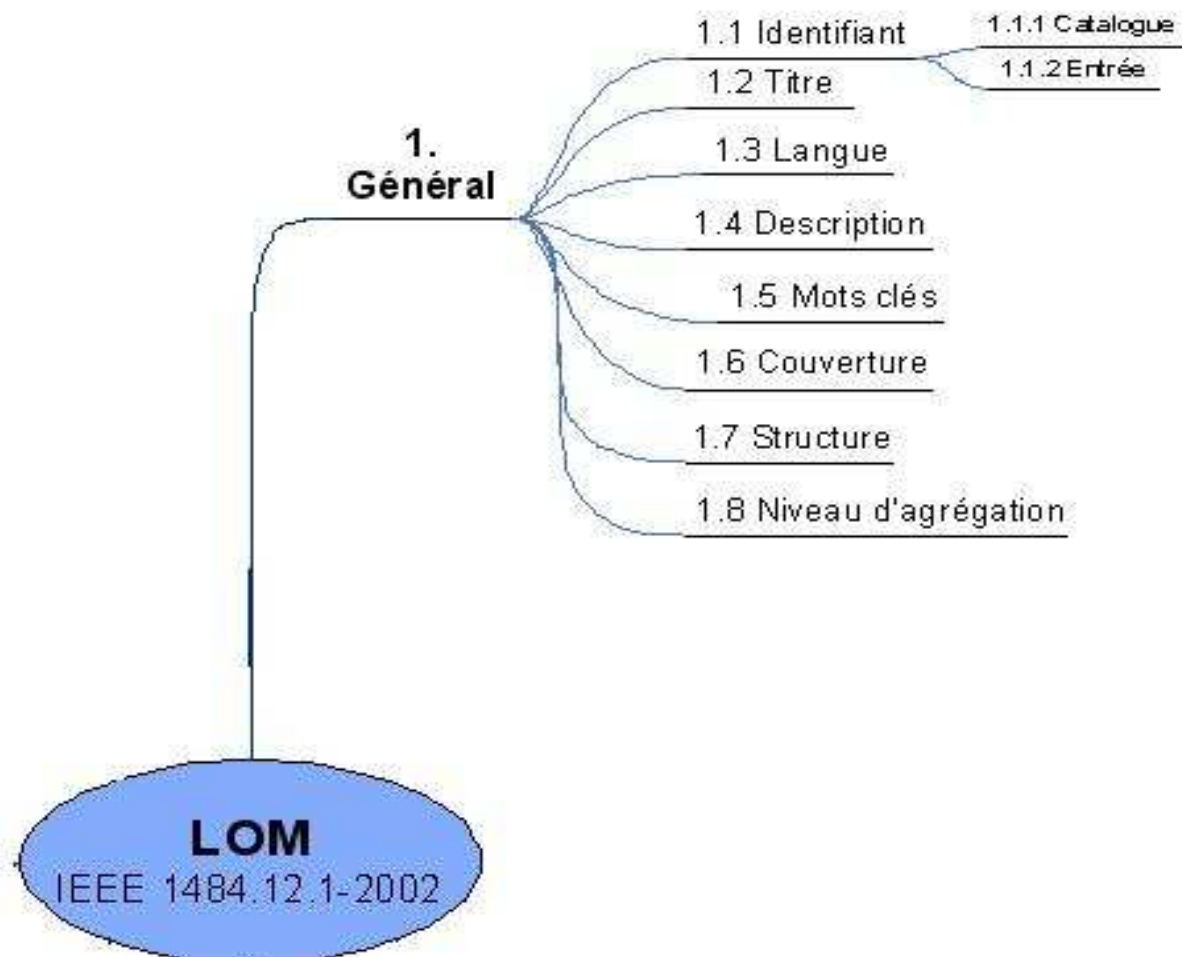 1.1 Identifiant
1.1.1 Catalogue
1.1.2 Entrée
1.2 Titre
1.
Général
1.3 Langue
1.4 Description
1.5 Mots clés
1.6 Couverture
1.7 Structure
1.8 Niveau d'agrégation
LOM
IEEE 1484.12.1-2002